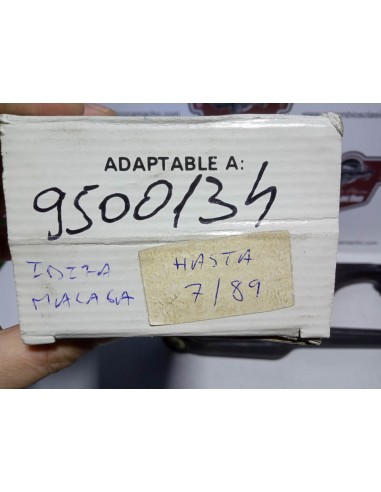 ADAPTABLE A:
9500134
IBIZA
MALAGA
HASTA
7/89